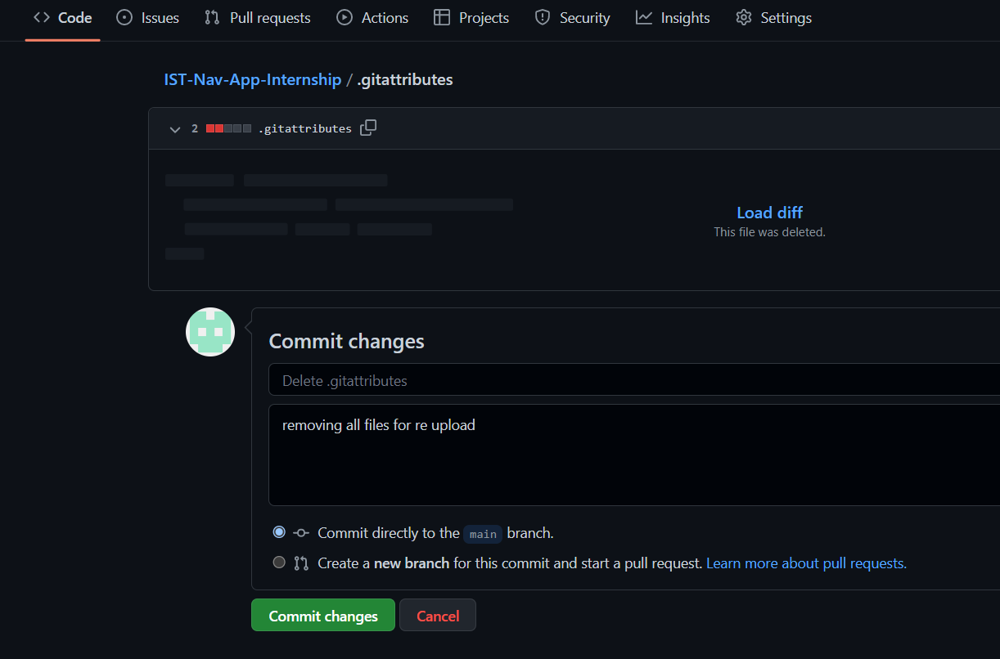 Code Issues Pull requests Actions Projects Security Insights Settings
IST-Nav-App-Internship / .gitattributes
2 .gitattributes
Load diff
This file was deleted.
Commit changes
Delete .gitattributes
removing all files for re upload
Commit directly to the main branch.
Create a new branch for this commit and start a pull request. Learn more about pull requests.
Commit changes Cancel